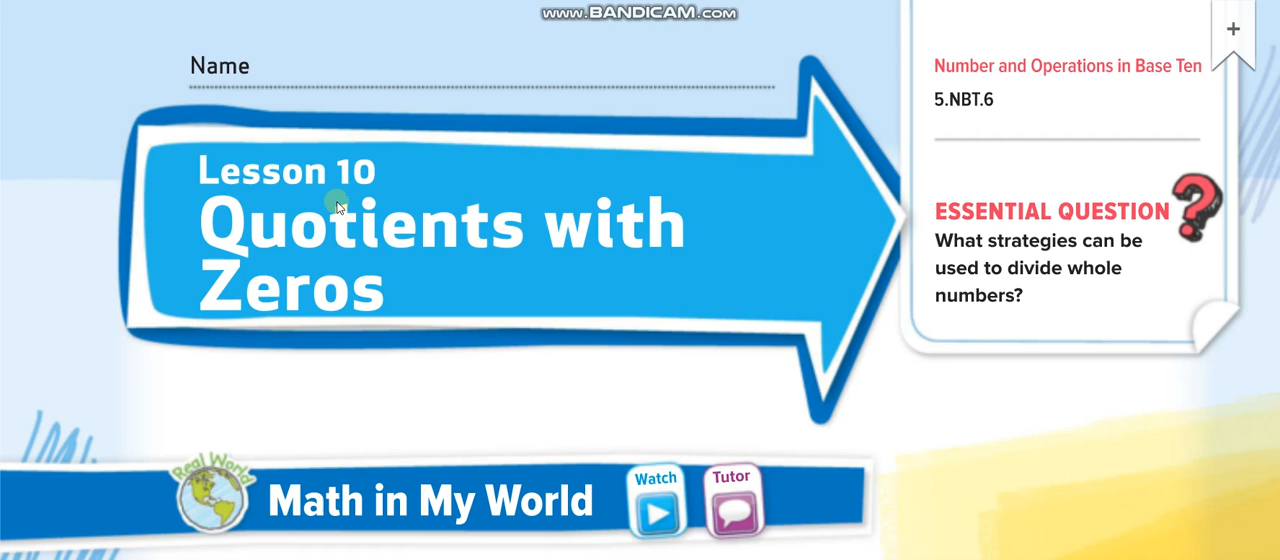 www.BANDICAM.com
Name
Number and Operations in Base Ten
5.NBT.6
Lesson 10
Quotients with
Zeros
ESSENTIAL QUESTION
What strategies can be
used to divide whole
numbers?
Real World
Math in My World
Watch
Tutor